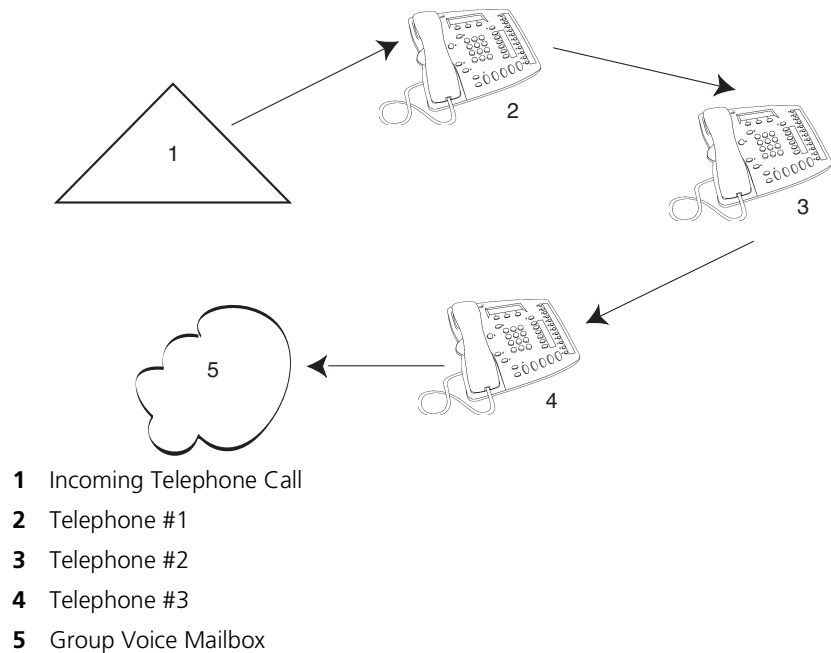 1
2
3
4
5
1 Incoming Telephone Call
2 Telephone #1
3 Telephone #2
4 Telephone #3
5 Group Voice Mailbox